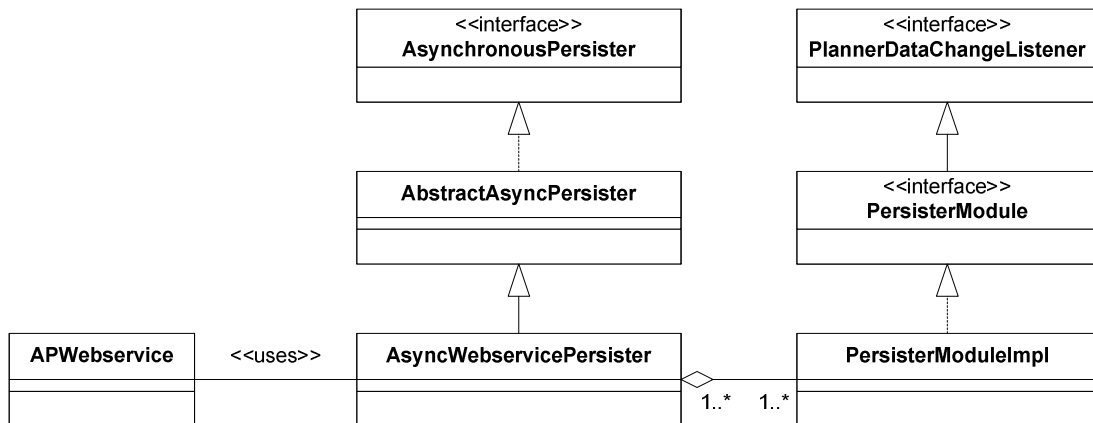 <<interface>>
AsynchronousPersister
<<interface>>
PlannerDataChangeListener
AbstractAsyncPersister
<<interface>>
PersisterModule
APWebservice
<<uses>>
AsyncWebservicePersister
1..*
1..*
PersisterModuleImpl